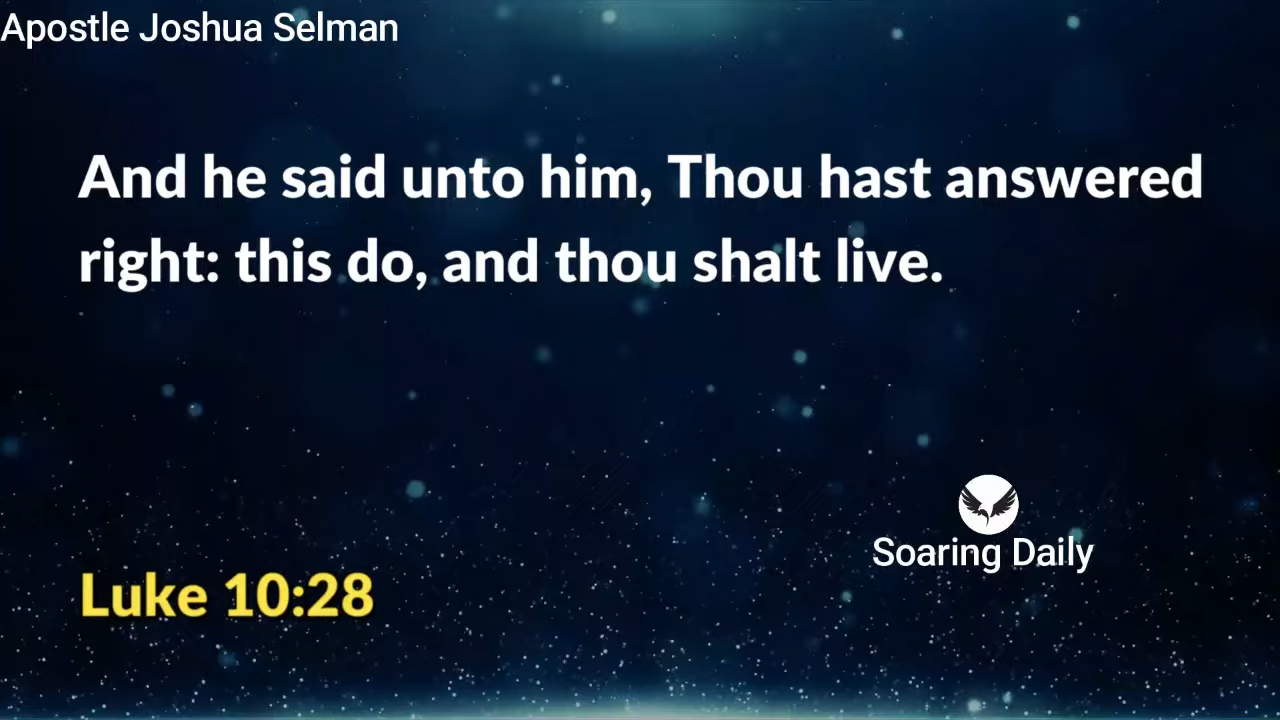 Apostle Joshua Selman
And he said unto him, Thou hast answered
right: this do, and thou shalt live.
Soaring Daily
Luke 10:28